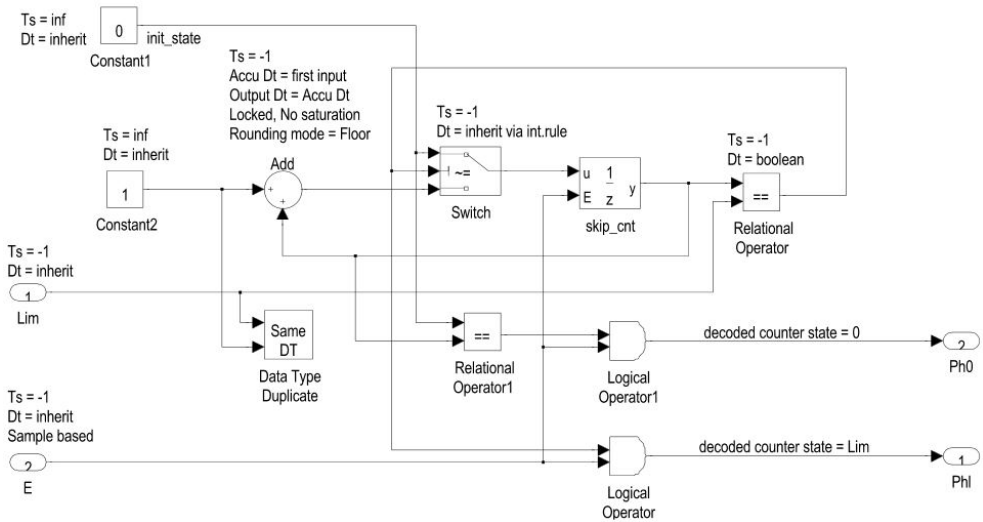 Ts = inf
Dt = inherit
0
init_state
Constant1
Ts = -1
Accu Dt = first input
Output Dt = Accu Dt
Locked, No saturation
Rounding mode = Floor
Add
+
+
Ts = inf
Dt = inherit
1
Constant2
Ts = -1
Dt = inherit via int.rule
! ~=
Switch
u
E
1
z
y
skip_cnt
Ts = -1
Dt = boolean
==
Relational
Operator
Ts = -1
Dt = inherit
1
Lim
Same
DT
Data Type
Duplicate
==
Relational
Operator1
Logical
Operator1
decoded counter state = 0
2
Ph0
Ts = -1
Dt = inherit
Sample based
2
E
Logical
Operator
decoded counter state = Lim
1
Phl